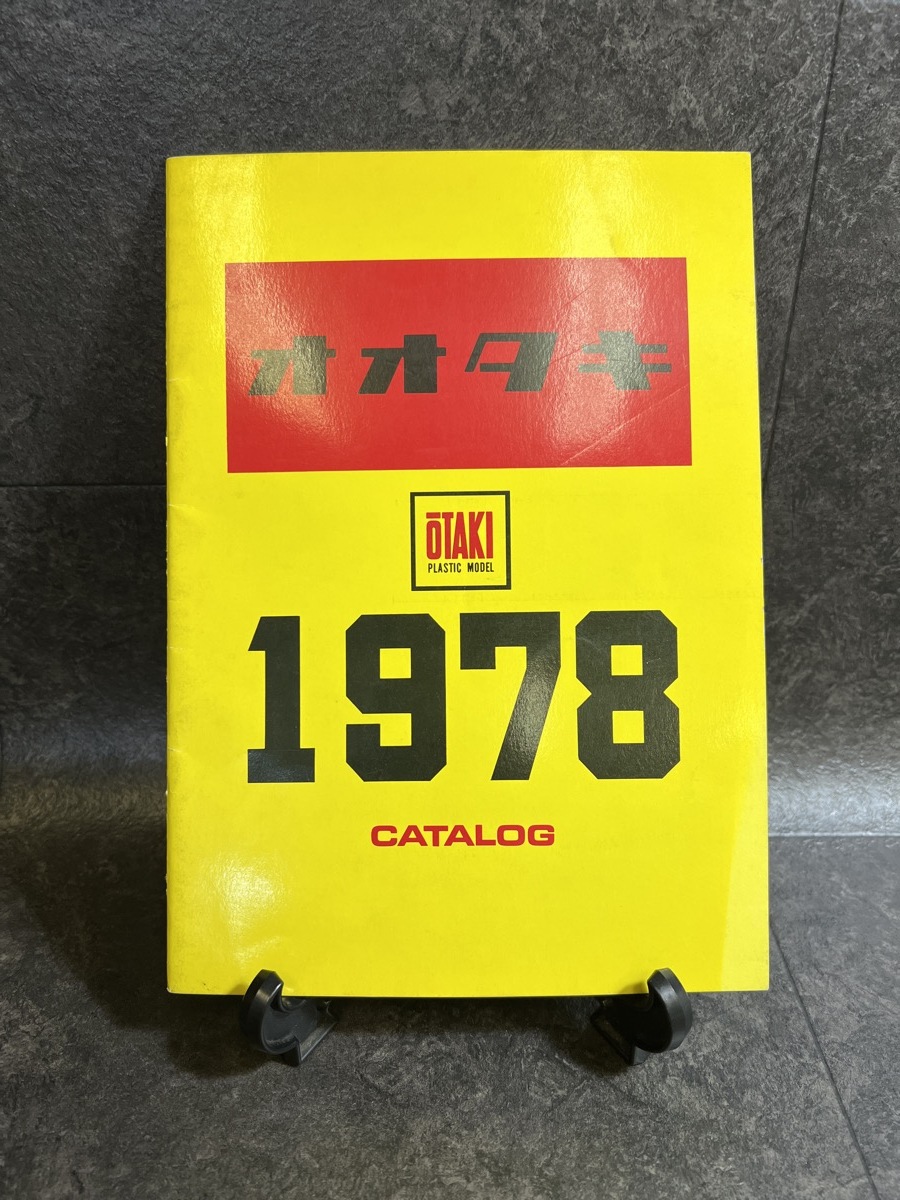 オオタキ
ŌTAKI
PLASTIC MODEL
1978
CATALOG